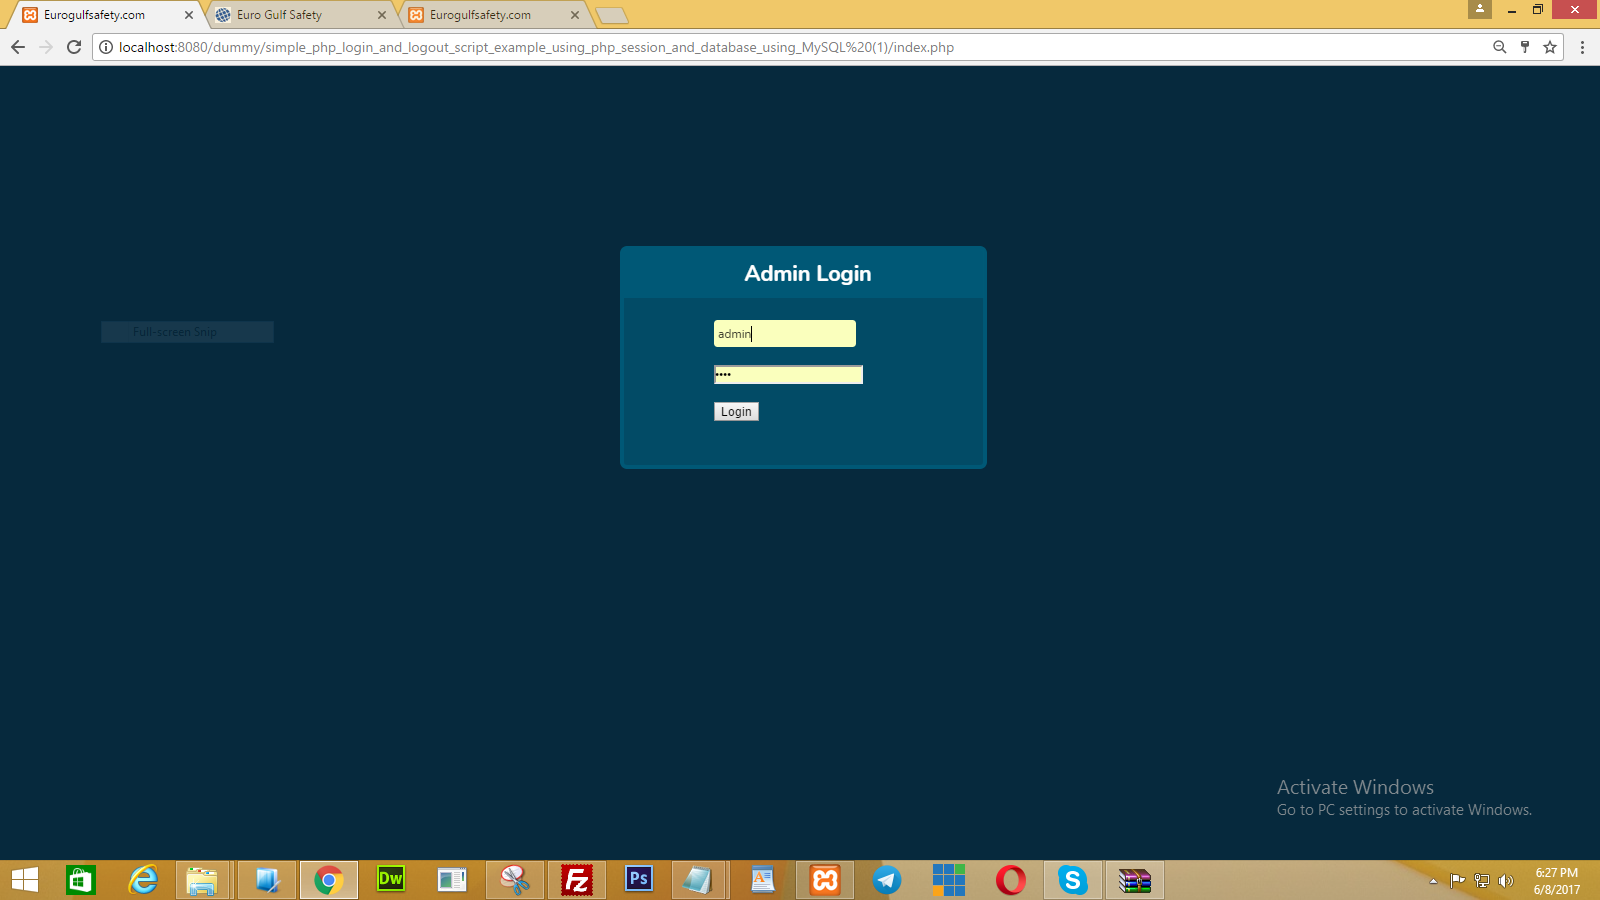 Eurogulfsafety.com
Euro Gulf Safety
Eurogulfsafety.com
localhost:8080/dummy/simple_php_login_and_logout_script_example_using_php_session_and_database_using_MySQL%20(1)/index.php
Admin Login
Full-screen Snip
admin
••••
Login
Activate Windows
Go to PC settings to activate Windows.
Dw
Fz
Ps
6:27 PM
6/8/2017